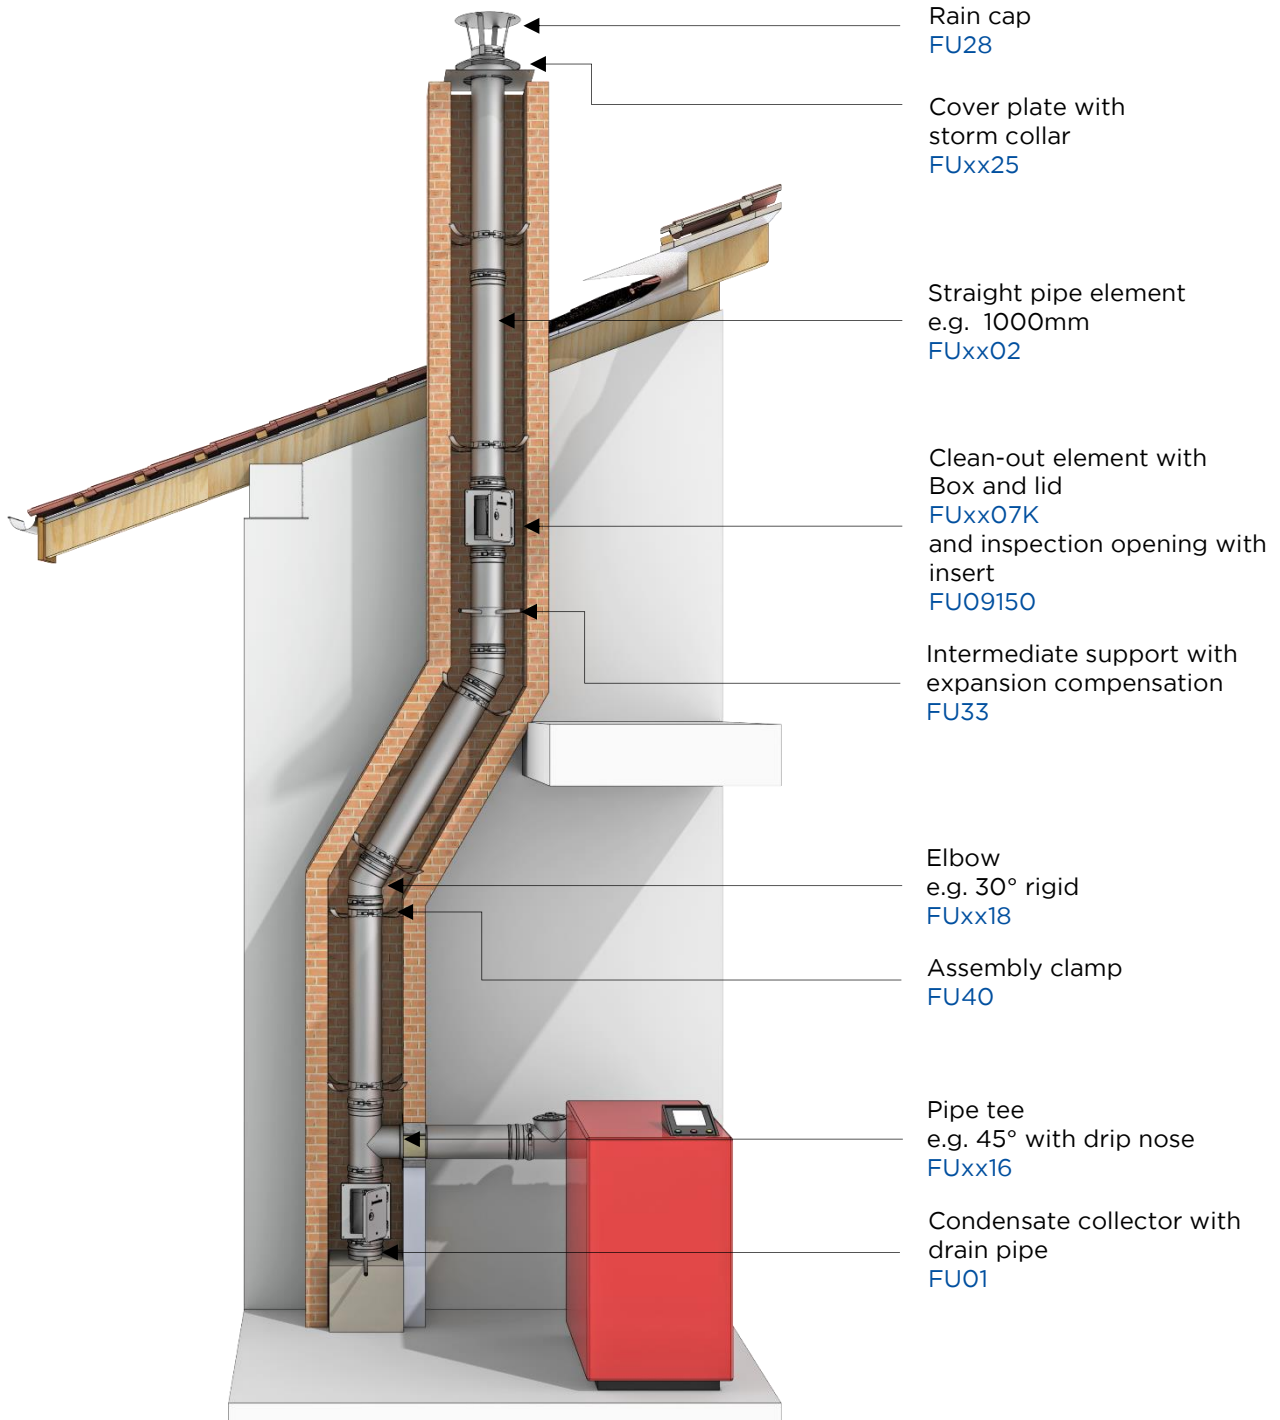 Rain cap
FU28
Cover plate with
storm collar
FUxx25
Straight pipe element
e.g. 1000mm
FUxx02
Clean-out element with
Box and lid
FUxx07K
and inspection opening with
insert
FU09150
Intermediate support with
expansion compensation
FU33
Elbow
e.g. 30° rigid
FUxx18
Assembly clamp
FU40
Pipe tee
e.g. 45° with drip nose
FUxx16
Condensate collector with
drain pipe
FU01